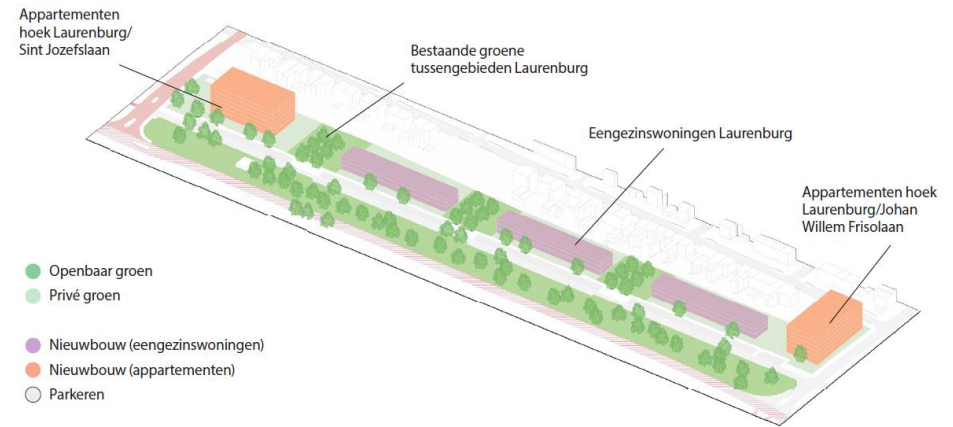 Appartementen
hoek Laurenburg/
Sint Jozefslaan
Bestaande groene
tussengebieden Laurenburg
Eengezinswoningen Laurenburg
Appartementen hoek
Laurenburg/Johan
Willem Frisolaan
Openbaar groen
Privé groen
Nieuwbouw (eengezinswoningen)
Nieuwbouw (appartementen)
Parkeren